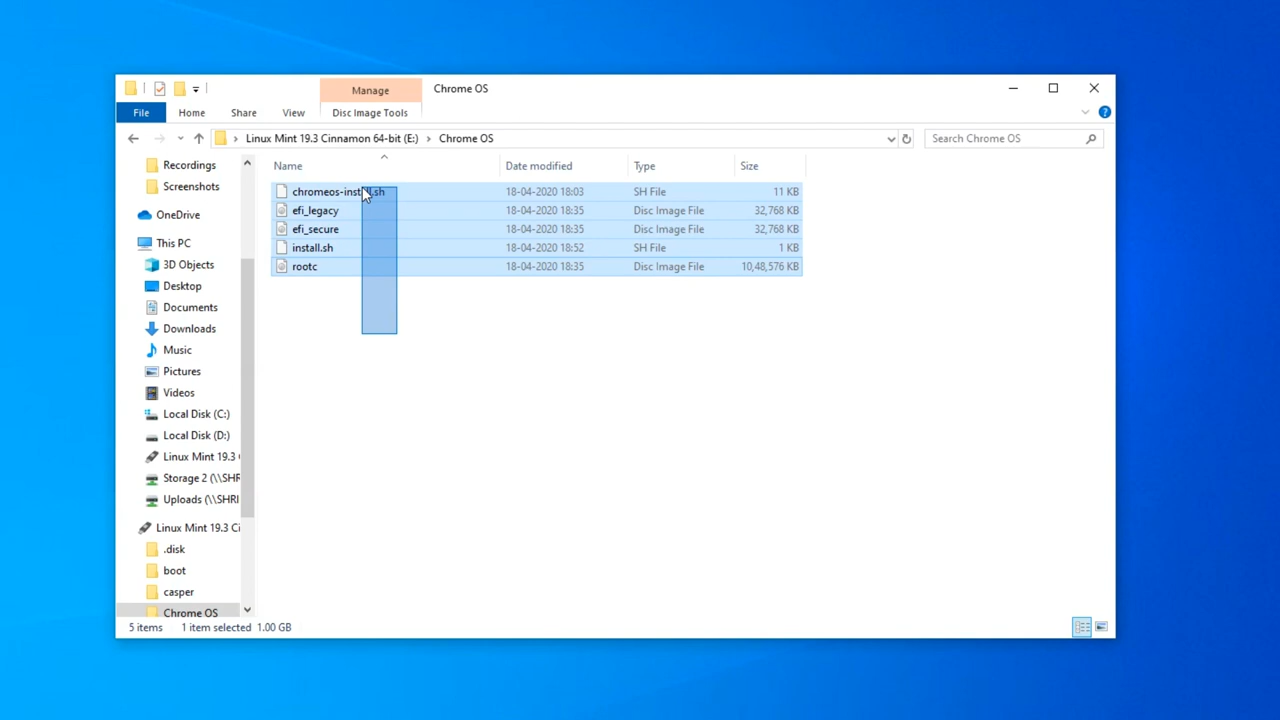 Manage
Chrome OS
File
Home
Share
View
Disc Image Tools
Linux Mint 19.3 Cinnamon 64-bit (E:) > Chrome OS
Search Chrome OS
Name
Date modified
Type
Size
chromeos-install.sh 18-04-2020 18:03 SH File 11 KB
efi_legacy 18-04-2020 18:35 Disc Image File 32,768 KB
efi_secure 18-04-2020 18:35 Disc Image File 32,768 KB
install.sh 18-04-2020 18:52 SH File 1 KB
rootc 18-04-2020 18:35 Disc Image File 10,48,576 KB
Recordings
Screenshots
OneDrive
This PC
3D Objects
Desktop
Documents
Downloads
Music
Pictures
Videos
Local Disk (C:)
Local Disk (D:)
Linux Mint 19.3
Storage 2 (\\SHR
Uploads (\\SHRI
Linux Mint 19.3 Ci
.disk
boot
casper
Chrome OS
5 items 1 item selected 1.00 GB